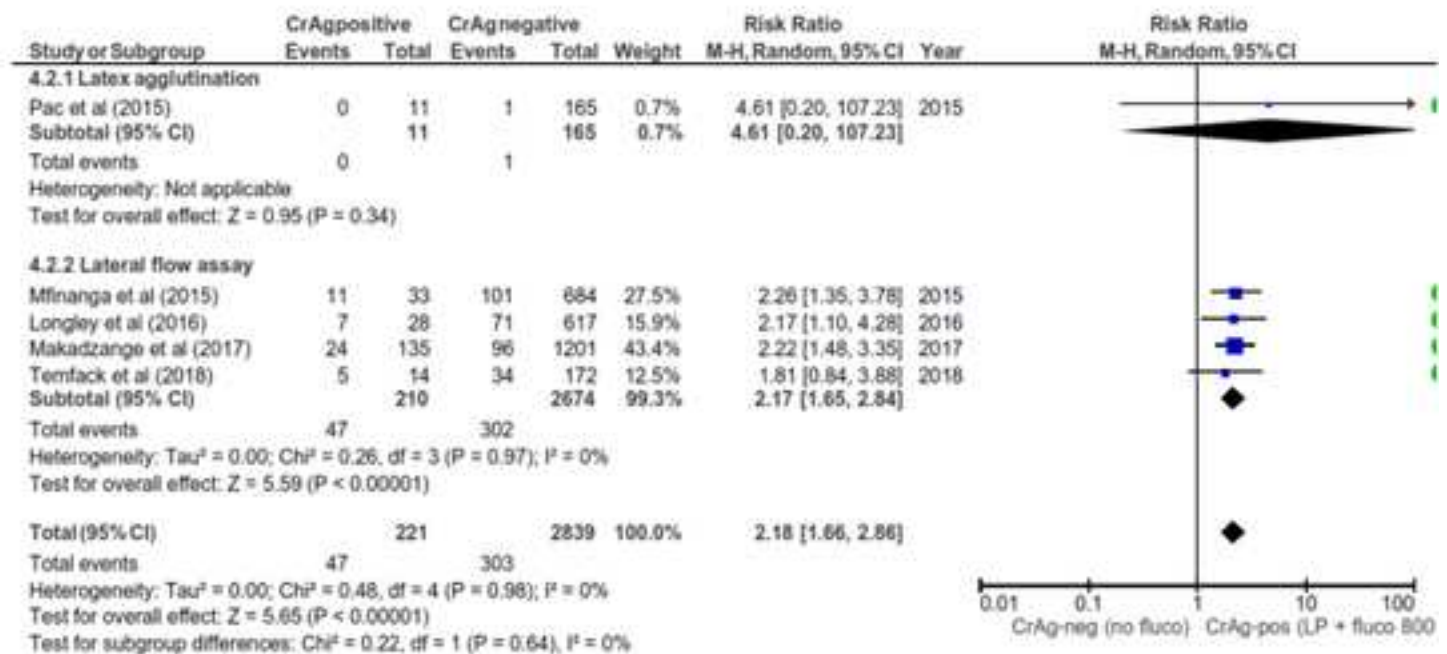 CrAgpositive CrAgnegative Risk Ratio Risk Ratio
Study or Subgroup Events Total Events Total Weight M-H, Random, 95% CI Year M-H, Random, 95% CI
4.2.1 Latex agglutination
Pac et al (2015) 0 11 1 165 0.7% 4.61 [0.20, 107.23] 2015
Subtotal (95% CI) 11 165 0.7% 4.61 [0.20, 107.23]
Total events 0 1
Heterogeneity: Not applicable
Test for overall effect: Z = 0.95 (P = 0.34)
4.2.2 Lateral flow assay
Mfinanga et al (2015) 11 33 101 684 27.5% 2.26 [1.35, 3.78] 2015
Longley et al (2016) 7 28 71 617 15.9% 2.17 [1.10, 4.28] 2016
Makadzange et al (2017) 24 135 96 1201 43.4% 2.22 [1.48, 3.35] 2017
Temfack et al (2018) 5 14 34 172 12.5% 1.81 [0.84, 3.88] 2018
Subtotal (95% CI) 210 2674 99.3% 2.17 [1.65, 2.84]
Total events 47 302
Heterogeneity: Tau² = 0.00; Chi² = 0.26, df = 3 (P = 0.97); I² = 0%
Test for overall effect: Z = 5.59 (P < 0.00001)
Total (95% CI) 221 2839 100.0% 2.18 [1.66, 2.86]
Total events 47 303
Heterogeneity: Tau² = 0.00; Chi² = 0.48, df = 4 (P = 0.98); I² = 0%
Test for overall effect: Z = 5.65 (P < 0.00001)
Test for subgroup differences: Chi² = 0.22, df = 1 (P = 0.64), I² = 0%
0.01 0.1 1 10 100
CrAg-neg (no fluco) CrAg-pos (LP + fluco 800